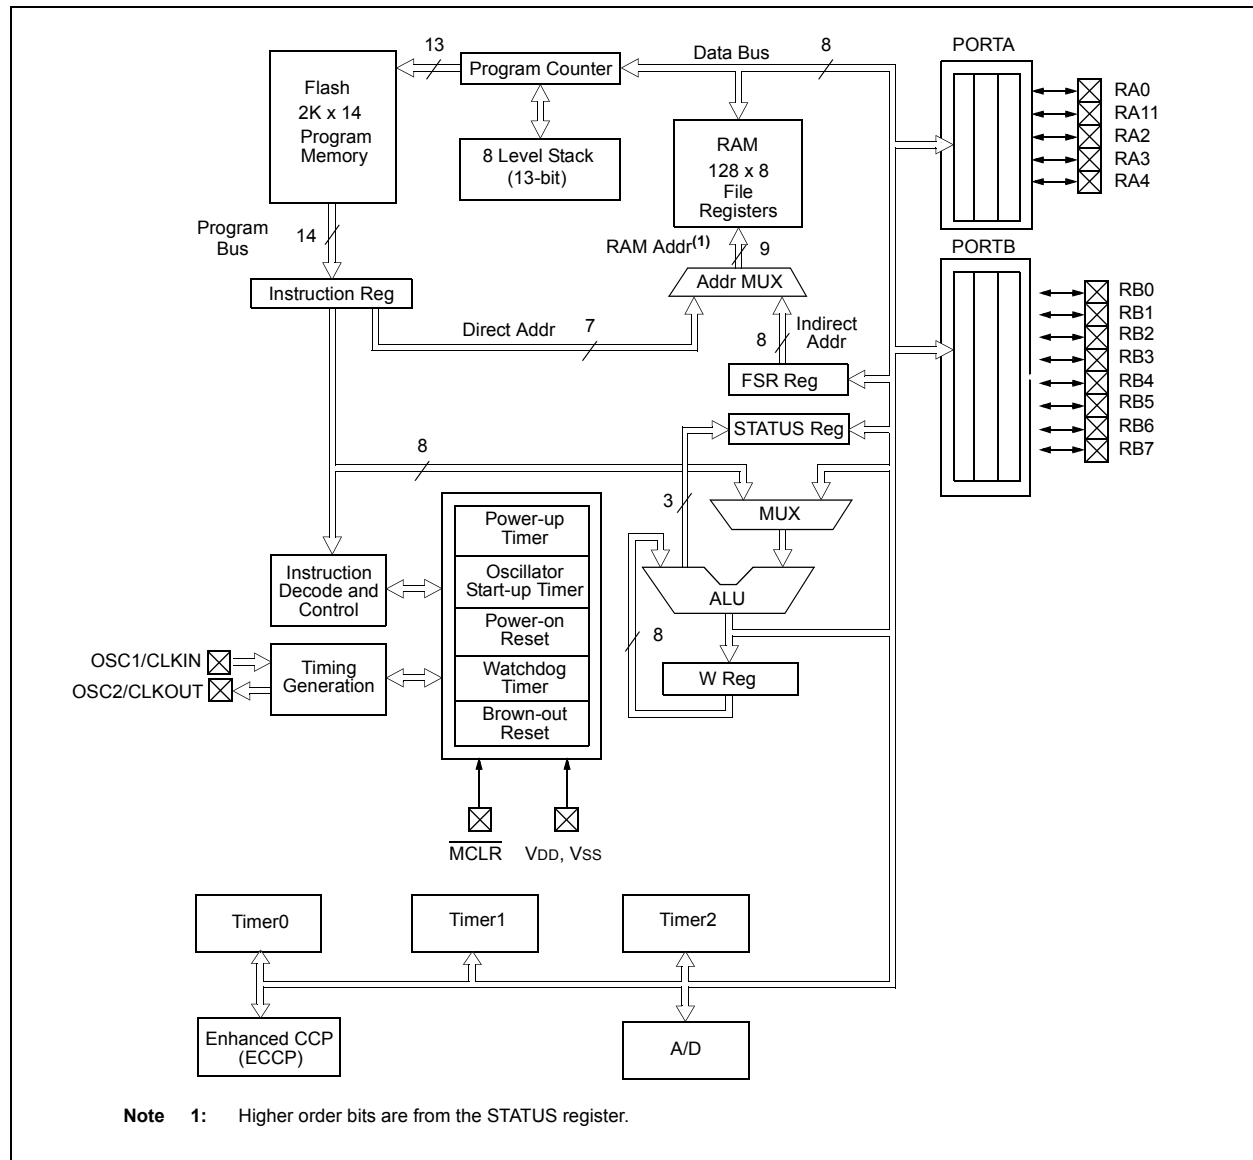 13
Data Bus
8
PORTA
Program Counter
Flash
2K x 14
Program
Memory
8 Level Stack
(13-bit)
RAM
128 x 8
File
Registers
RA0
RA11
RA2
RA3
RA4
Program
Bus
14
RAM Addr(1)
9
PORTB
Instruction Reg
Addr MUX
Direct Addr
7
8
Indirect
Addr
FSR Reg
STATUS Reg
RB0
RB1
RB2
RB3
RB4
RB5
RB6
RB7
8
3
MUX
Power-up
Timer
Oscillator
Start-up Timer
Power-on
Reset
Watchdog
Timer
Brown-out
Reset
Instruction
Decode and
Control
ALU
8
W Reg
OSC1/CLKIN
OSC2/CLKOUT
Timing
Generation
MCLR
VDD, VSS
Timer0
Timer1
Timer2
Enhanced CCP
(ECCP)
A/D
Note 1: Higher order bits are from the STATUS register.